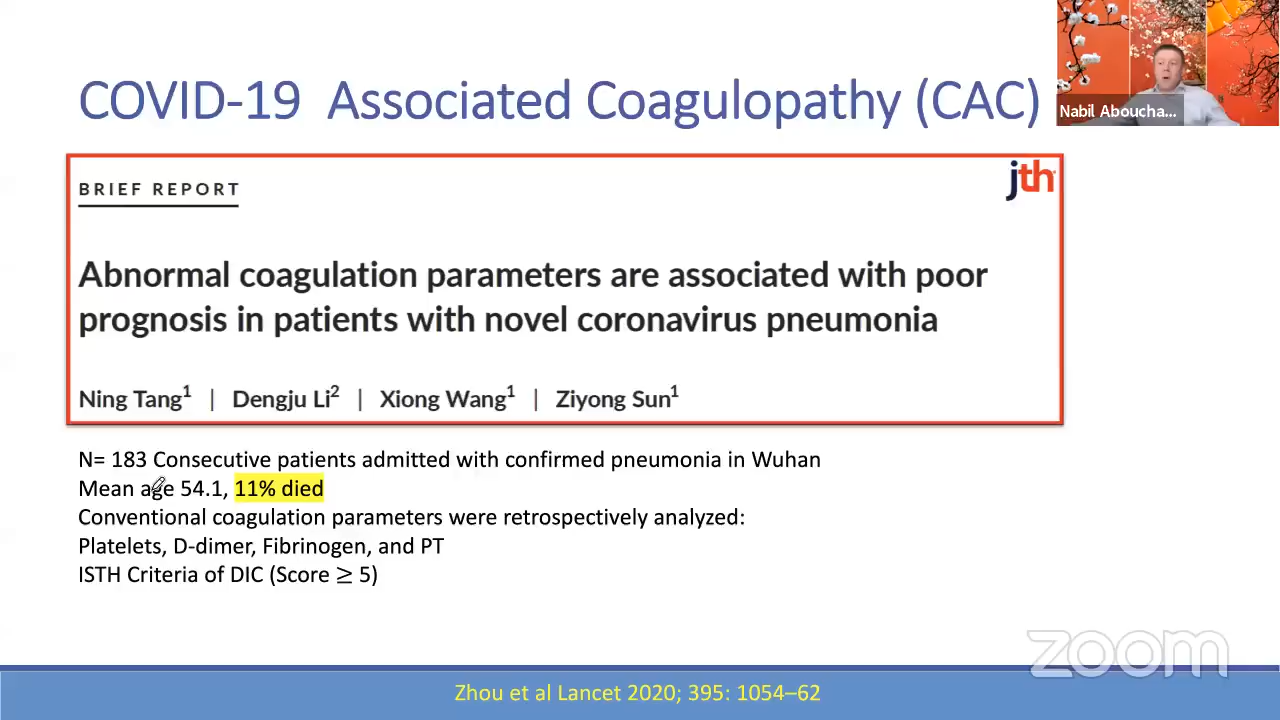 COVID-19 Associated Coagulopathy (CAC)
Nabil Aboucha...
BRIEF REPORT
jth
Abnormal coagulation parameters are associated with poor
prognosis in patients with novel coronavirus pneumonia
Ning Tang1 | Dengju Li2 | Xiong Wang1 | Ziyong Sun1
N= 183 Consecutive patients admitted with confirmed pneumonia in Wuhan
Mean age 54.1, 11% died
Conventional coagulation parameters were retrospectively analyzed:
Platelets, D-dimer, Fibrinogen, and PT
ISTH Criteria of DIC (Score ≥ 5)
zoom
Zhou et al Lancet 2020; 395: 1054–62